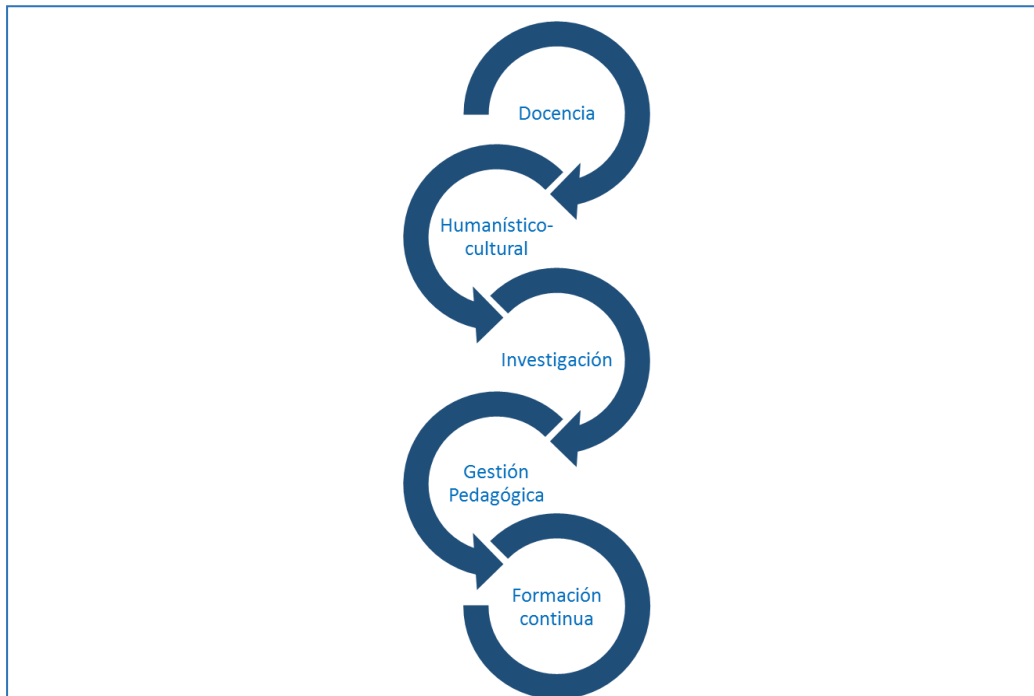 Docencia
Humanístico-
cultural
Investigación
Gestión
Pedagógica
Formación
continua